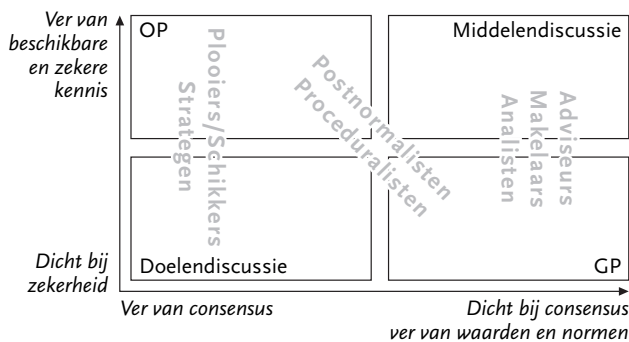 Ver van
beschikbare
en zekere
kennis
OP
Middelendiscussie
Plooiers/Schikkers
Strategen
Postnormalisten
Proceduralisten
Adviseurs
Makelaars
Analisten
Dicht bij
zekerheid
Doelendiscussie
GP
Ver van consensus
Dicht bij consensus
ver van waarden en normen